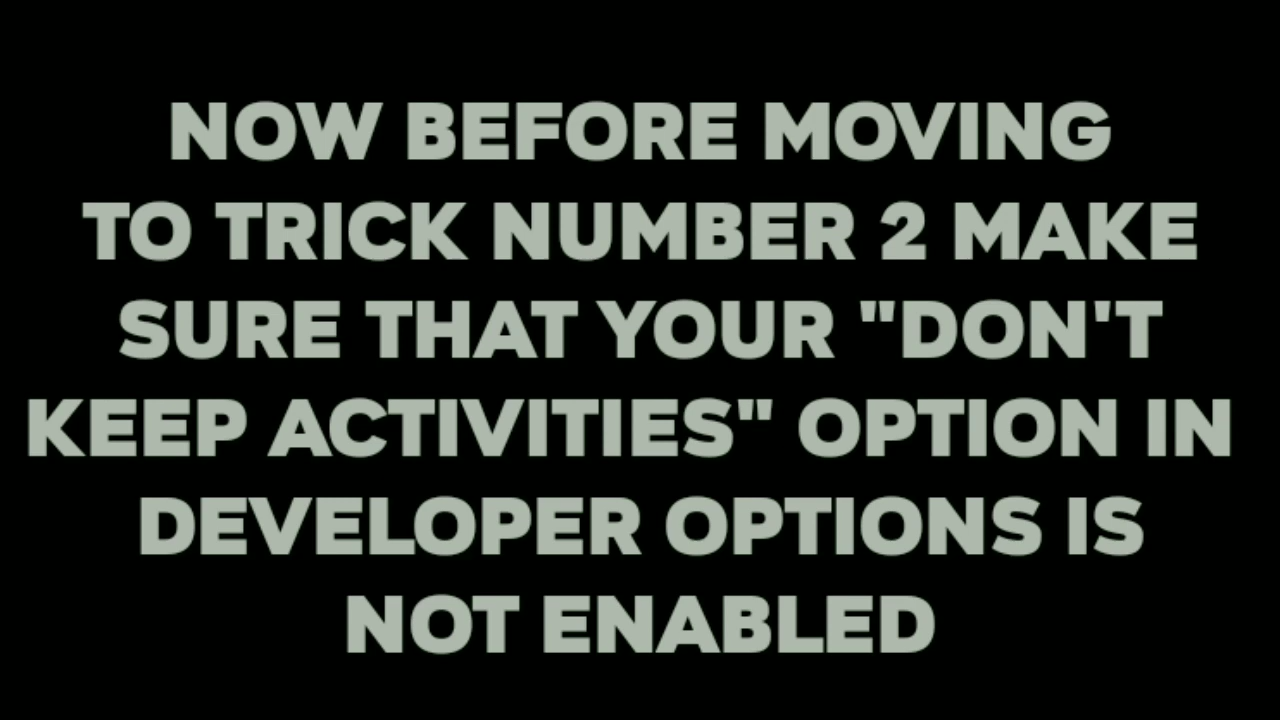 NOW BEFORE MOVING
TO TRICK NUMBER 2 MAKE
SURE THAT YOUR "DON'T
KEEP ACTIVITIES" OPTION IN
DEVELOPER OPTIONS IS
NOT ENABLED